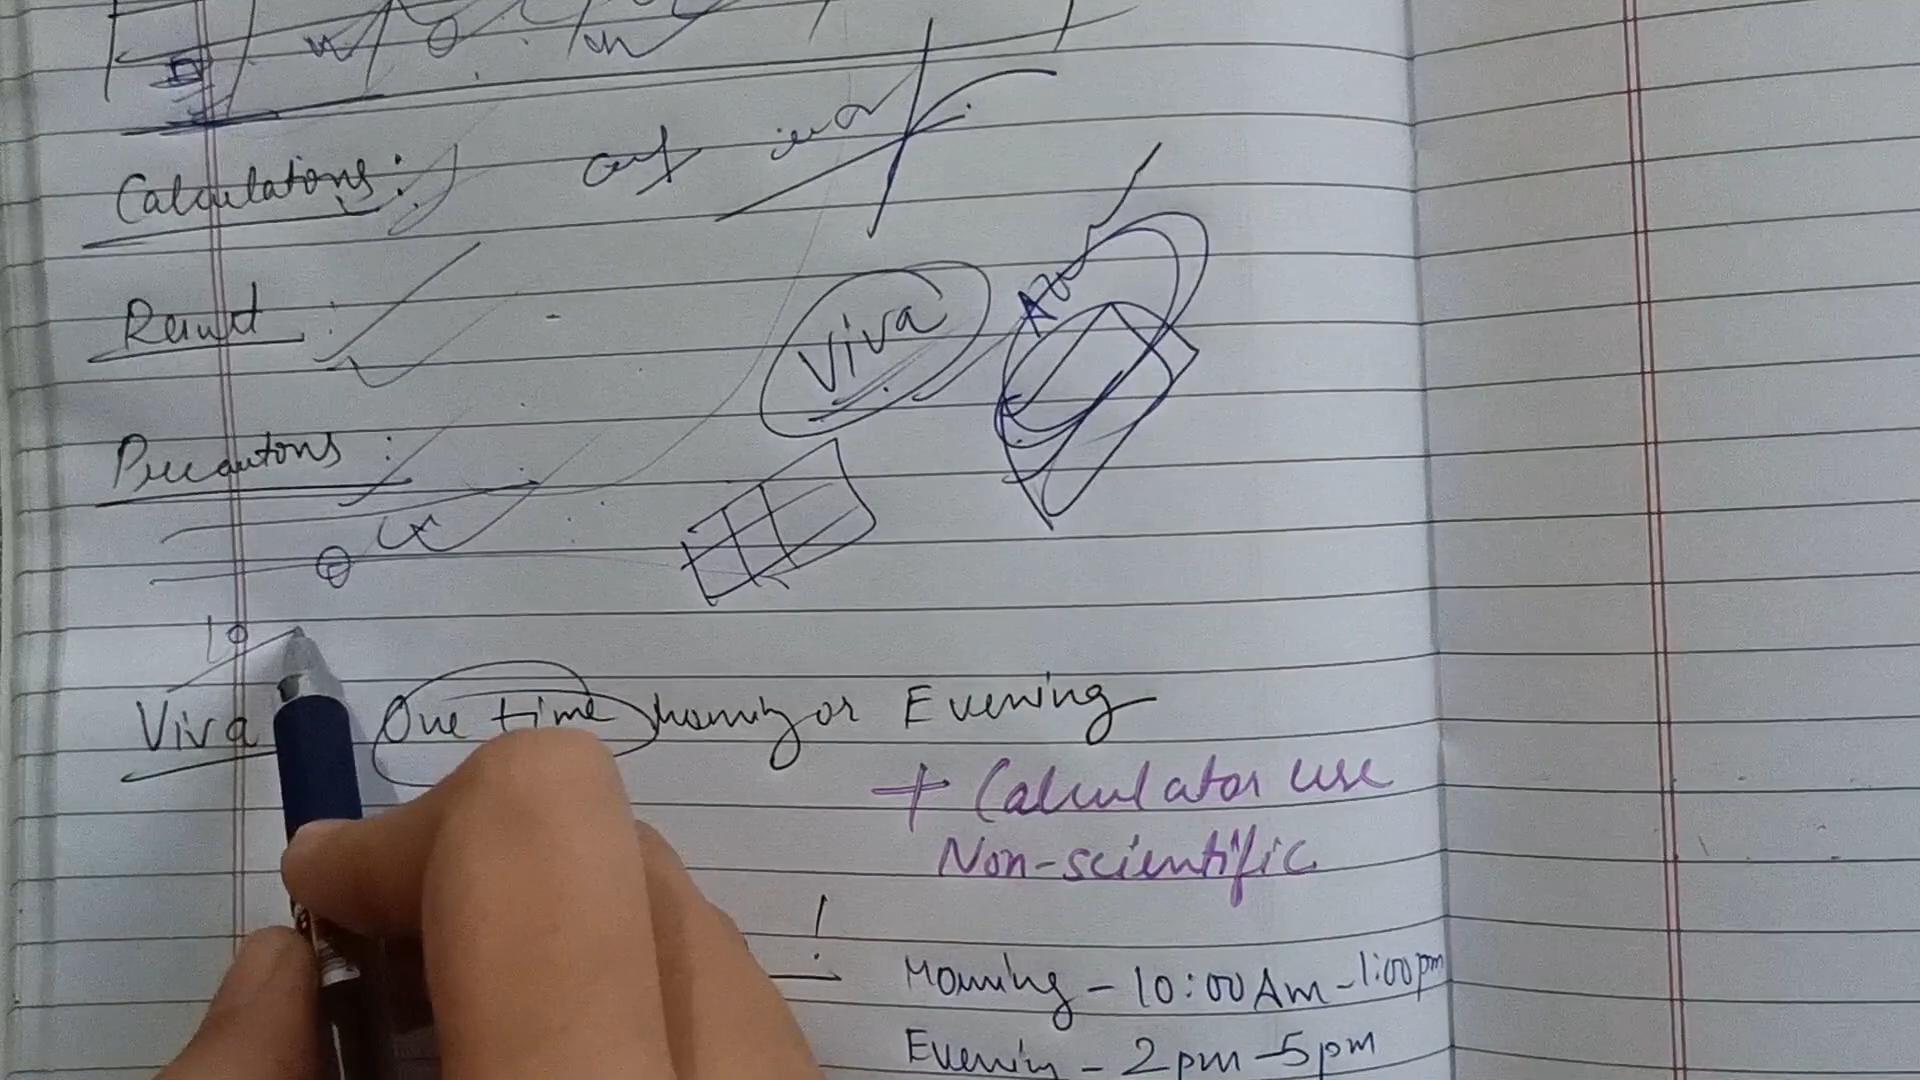 Calculations:
Result :
Viva
Precautions :
10
Viva One time morning or Evening
+ Calculator use
Non-scientific
Morning - 10:00 Am - 1:00 pm
Evening - 2 pm - 5 pm